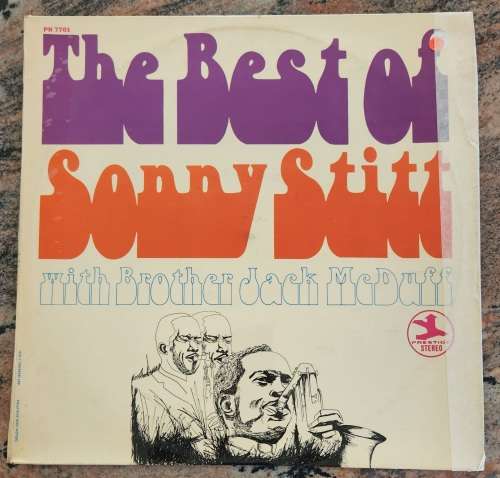 PR 7701
The Best of
Sonny Stitt
with Brother Jack McDuff
PRESTIGE
STEREO